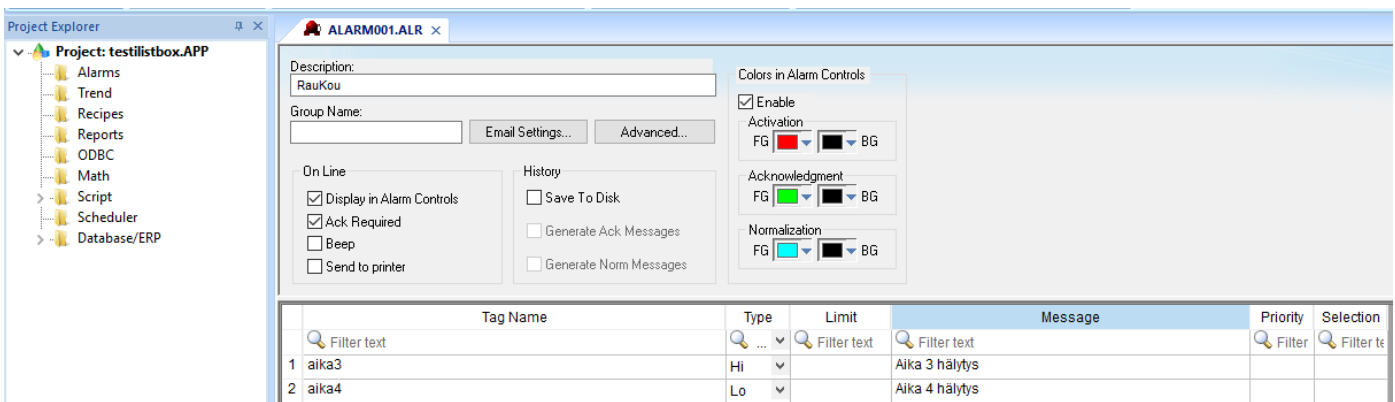 Project Explorer
Project: testilistbox.APP
Alarms
Trend
Recipes
Reports
ODBC
Math
Script
Scheduler
Database/ERP
ALARM001.ALR
Description:
RauKou
Group Name:
Email Settings... Advanced...
On Line
Display in Alarm Controls
Ack Required
Beep
Send to printer
History
Save To Disk
Generate Ack Messages
Generate Norm Messages
Colors in Alarm Controls
Enable
Activation
FG BG
Acknowledgment
FG BG
Normalization
FG BG
Tag Name Type Limit Message Priority Selection
Filter text ... Filter text Filter text Filter Filter te
1 aika3 Hi Aika 3 hälytys
2 aika4 Lo Aika 4 hälytys